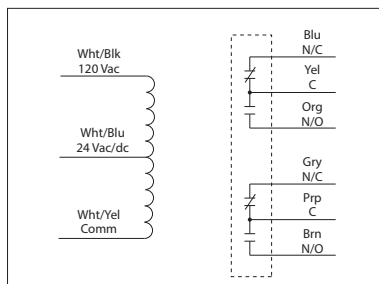 Wht/Blk
120 Vac
Wht/Blu
24 Vac/dc
Wht/Yel
Comm
Blu
N/C
Yel
C
Org
N/O
Gry
N/C
Prp
C
Brn
N/O